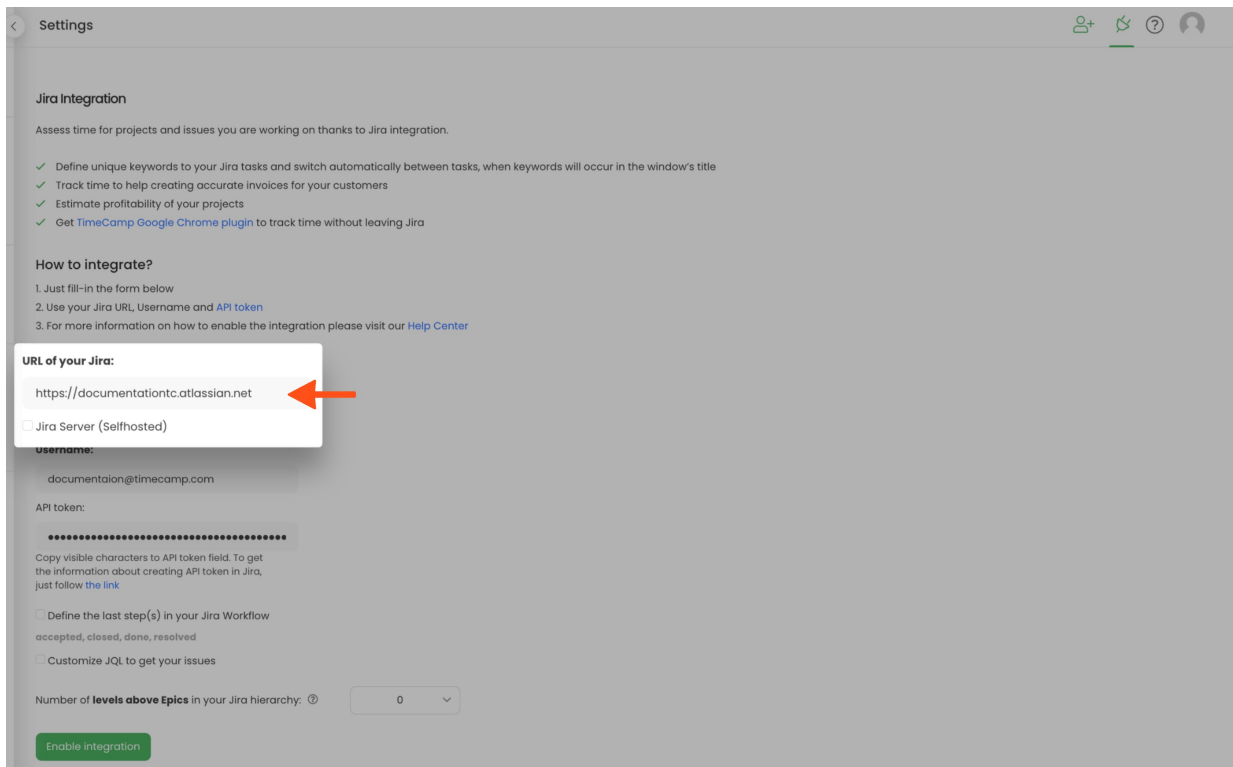 Settings
Jira Integration
Assess time for projects and issues you are working on thanks to Jira integration.
Define unique keywords to your Jira tasks and switch automatically between tasks, when keywords will occur in the window's title
Track time to help creating accurate invoices for your customers
Estimate profitability of your projects
Get TimeCamp Google Chrome plugin to track time without leaving Jira
How to integrate?
1. Just fill-in the form below
2. Use your Jira URL, Username and API token
3. For more information on how to enable the integration please visit our Help Center
URL of your Jira:
https://documentationtc.atlassian.net
Jira Server (Selfhosted)
Username:
documentaion@timecamp.com
API token:
Copy visible characters to API token field. To get
the information about creating API token in Jira,
just follow the link
Define the last step(s) in your Jira Workflow
accepted, closed, done, resolved
Customize JQL to get your issues
Number of levels above Epics in your Jira hierarchy: 0
Enable integration